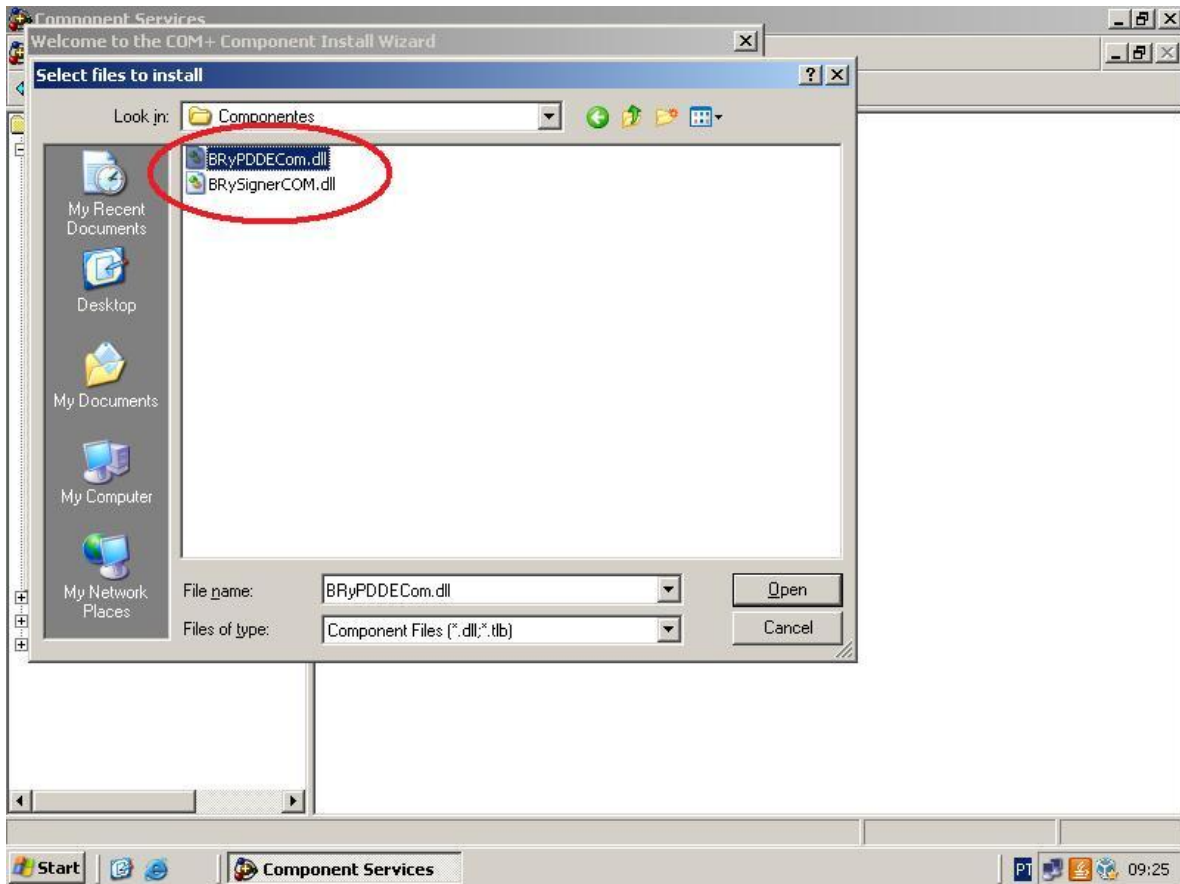 Component Services
Welcome to the COM+ Component Install Wizard
Select files to install
Look in:
Componentes
BRyPDDECom.dll
BRySignerCOM.dll
My Recent
Documents
Desktop
My Documents
My Computer
My Network
Places
File name:
BRyPDDECom.dll
Open
Files of type:
Component Files (*.dll;*.tlb)
Cancel
Start
Component Services
PT
09:25